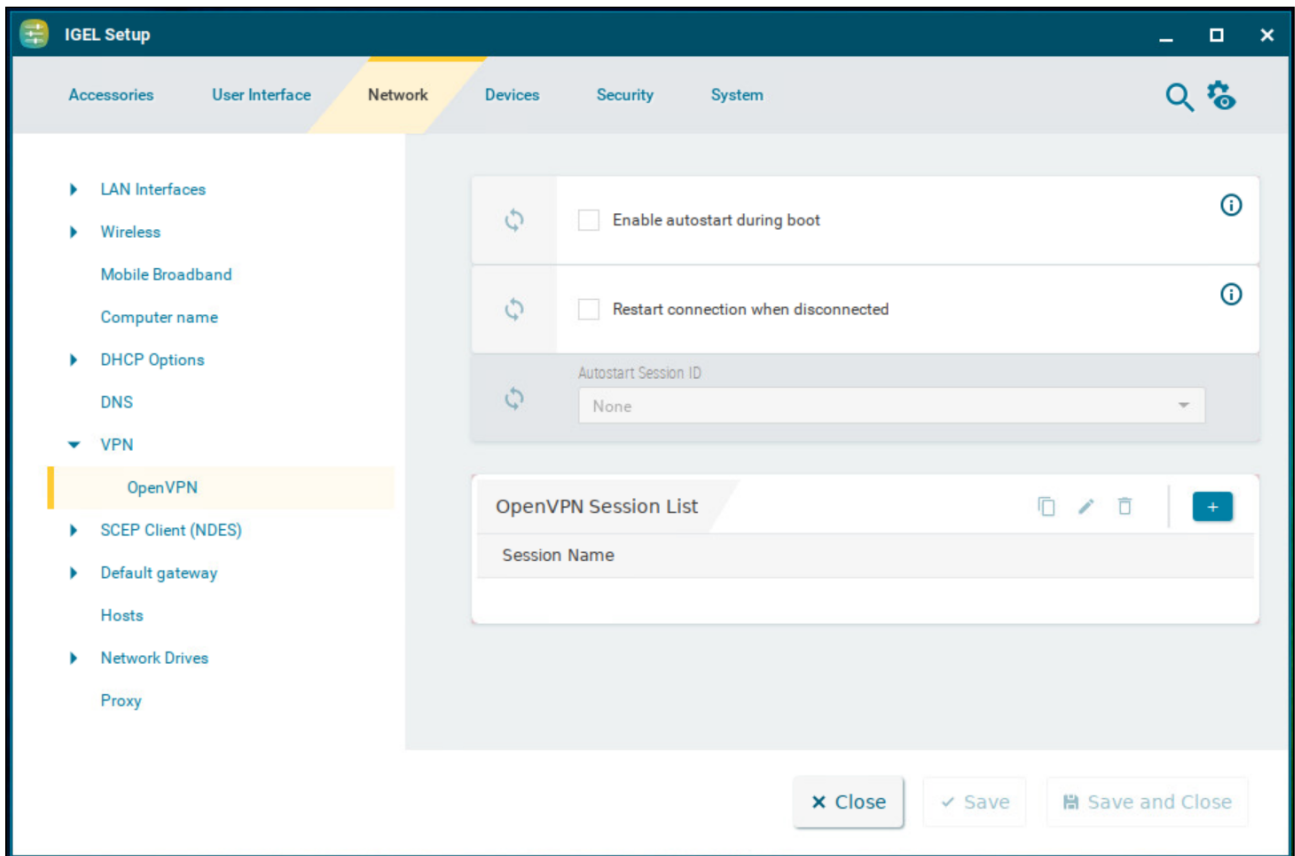 IGEL Setup
Accessories User Interface Network Devices Security System
LAN Interfaces
Wireless
Mobile Broadband
Computer name
DHCP Options
DNS
VPN
OpenVPN
SCEP Client (NDES)
Default gateway
Hosts
Network Drives
Proxy
Enable autostart during boot
Restart connection when disconnected
Autostart Session ID
None
OpenVPN Session List
Session Name
Close Save Save and Close